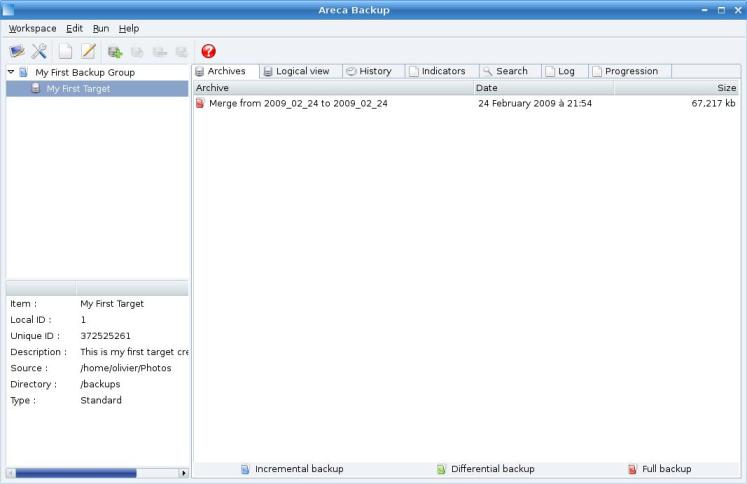 Areca Backup
Workspace Edit Run Help
My First Backup Group
My First Target
Archives Logical view History Indicators Search Log Progression
Archive Date Size
Merge from 2009_02_24 to 2009_02_24 24 February 2009 à 21:54 67,217 kb
Item : My First Target
Local ID : 1
Unique ID : 372525261
Description : This is my first target cre
Source : /home/olivier/Photos
Directory : /backups
Type : Standard
Incremental backup Differential backup Full backup